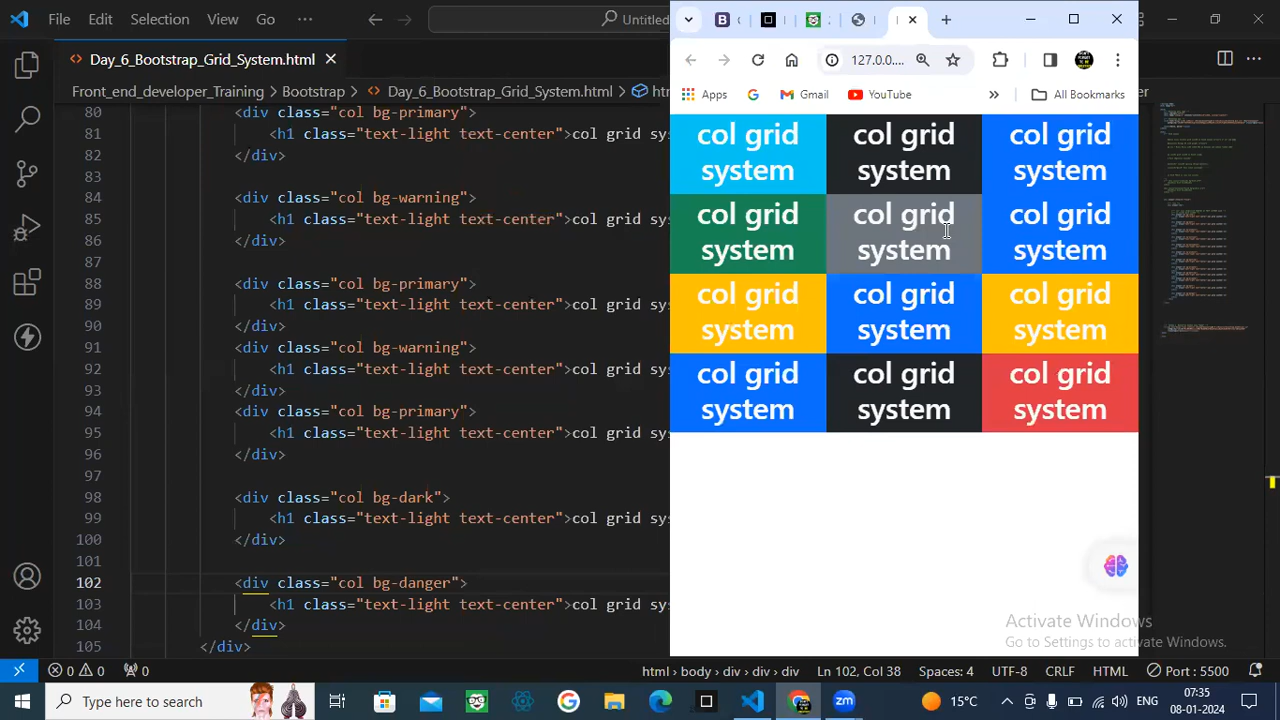 File Edit Selection View Go Untitled
Day_6_Bootstrap_Grid_System.html
Front_end_developer_Training > Bootstrap > Day_6_Bootstrap_Grid_System.html >
127.0.0....
Apps Gmail YouTube » All Bookmarks
80 <div class="col bg-primary">
81 <h1 class="text-light text-center">col grid sys
82 </div>
83
84 <div class="col bg-warning">
85 <h1 class="text-light text-center">col grid sys
86 </div>
87
88 <div class="col bg-primary">
89 <h1 class="text-light text-center">col grid sys
90 </div>
91 <div class="col bg-warning">
92 <h1 class="text-light text-center">col grid sys
93 </div>
94 <div class="col bg-primary">
95 <h1 class="text-light text-center">col grid sys
96 </div>
97
98 <div class="col bg-dark">
99 <h1 class="text-light text-center">col grid sys
100 </div>
101
102 <div class="col bg-danger">
103 <h1 class="text-light text-center">col grid sys
104 </div>
105 </div>
col grid system col grid system col grid system
col grid system col grid system col grid system
col grid system col grid system col grid system
col grid system col grid system col grid system
Activate Windows
Go to Settings to activate Windows.
0 0 0 html > body > div > div > div Ln 102, Col 38 Spaces: 4 UTF-8 CRLF HTML Port : 5500
Type here to search 15°C ENG 07:35
08-01-2024